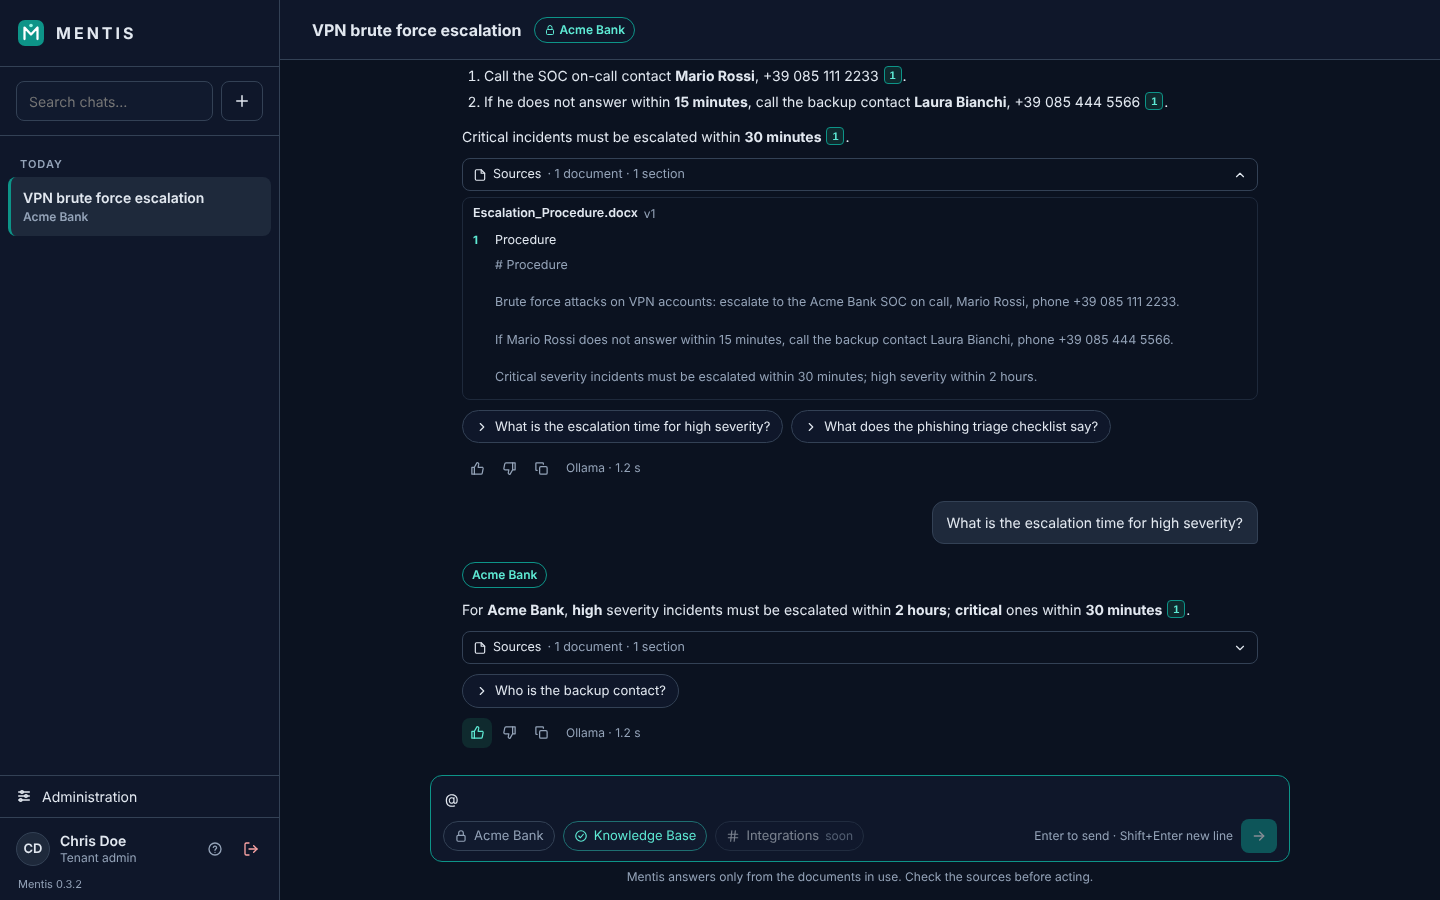 MENTIS
Search chats...
TODAY
VPN brute force escalation
Acme Bank
Administration
CD
Chris Doe
Tenant admin
Mentis 0.3.2
VPN brute force escalation
Acme Bank
1. Call the SOC on-call contact Mario Rossi, +39 085 111 2233 1.
2. If he does not answer within 15 minutes, call the backup contact Laura Bianchi, +39 085 444 5566 1.
Critical incidents must be escalated within 30 minutes 1.
Sources · 1 document · 1 section
Escalation_Procedure.docx v1
1 Procedure
# Procedure
Brute force attacks on VPN accounts: escalate to the Acme Bank SOC on call, Mario Rossi, phone +39 085 111 2233.
If Mario Rossi does not answer within 15 minutes, call the backup contact Laura Bianchi, phone +39 085 444 5566.
Critical severity incidents must be escalated within 30 minutes; high severity within 2 hours.
What is the escalation time for high severity? What does the phishing triage checklist say?
Ollama · 1.2 s
What is the escalation time for high severity?
Acme Bank
For Acme Bank, high severity incidents must be escalated within 2 hours; critical ones within 30 minutes 1.
Sources · 1 document · 1 section
Who is the backup contact?
Ollama · 1.2 s
@
Acme Bank Knowledge Base Integrations soon Enter to send · Shift+Enter new line
Mentis answers only from the documents in use. Check the sources before acting.